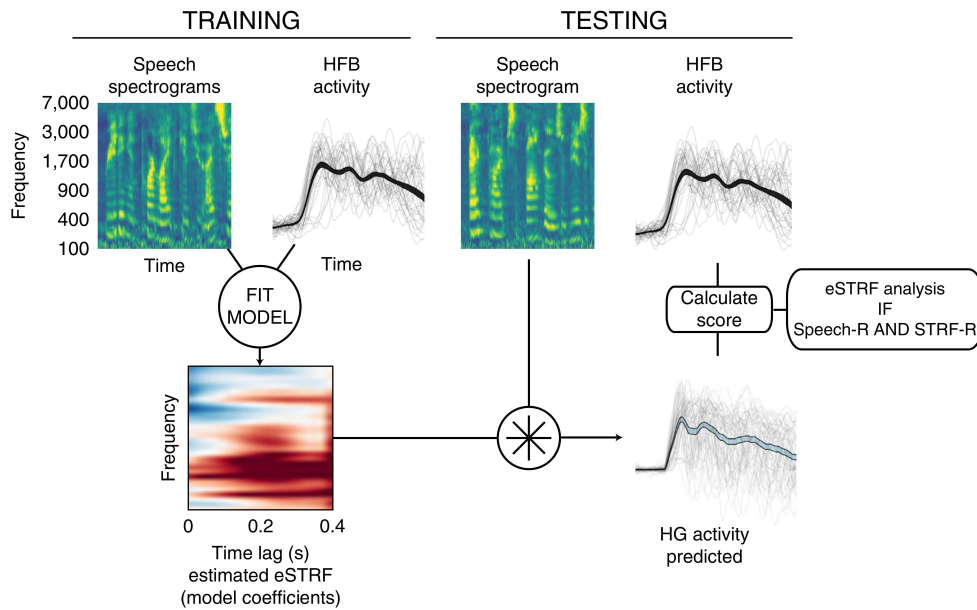 TRAINING
TESTING
Speech
spectrograms
HFB
activity
Speech
spectrogram
HFB
activity
Frequency
7,000
3,000
1,700
900
400
100
Time
Time
FIT
MODEL
Calculate
score
eSTRF analysis
IF
Speech-R AND STRF-R
Frequency
0
0.2
0.4
Time lag (s)
estimated eSTRF
(model coefficients)
HG activity
predicted